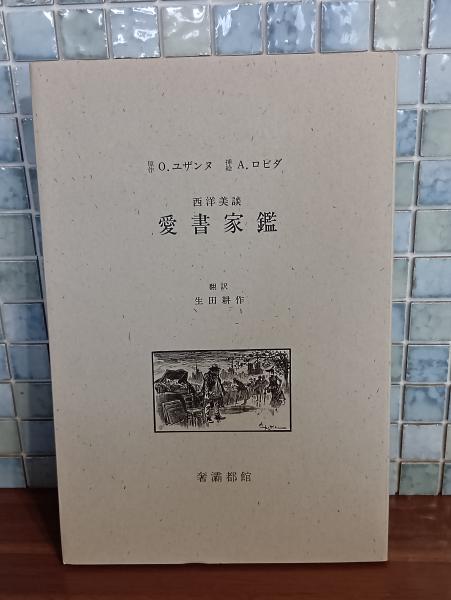 原作 O.ユザンヌ 挿絵 A.ロビダ
西洋美談
愛書家鑑
翻訳
生田耕作
奢灞都館